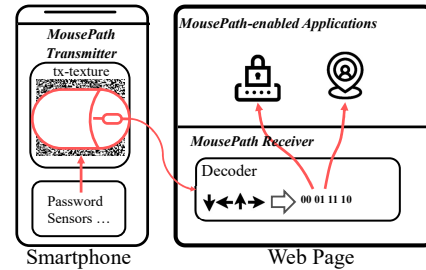 MousePath
Transmitter
tx-texture
Password
Sensors ...
Smartphone
MousePath-enabled Applications
MousePath Receiver
Decoder
00 01 11 10
Web Page